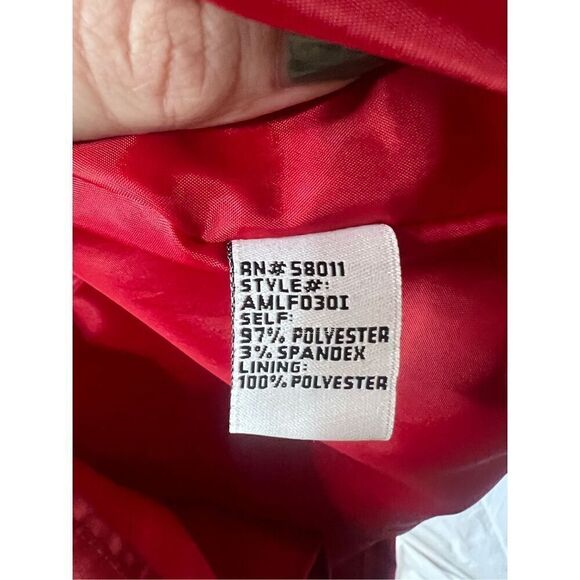 RN# 58011
STYLE#:
AMLF030I
SELF:
97% POLYESTER
3% SPANDEX
LINING:
100% POLYESTER